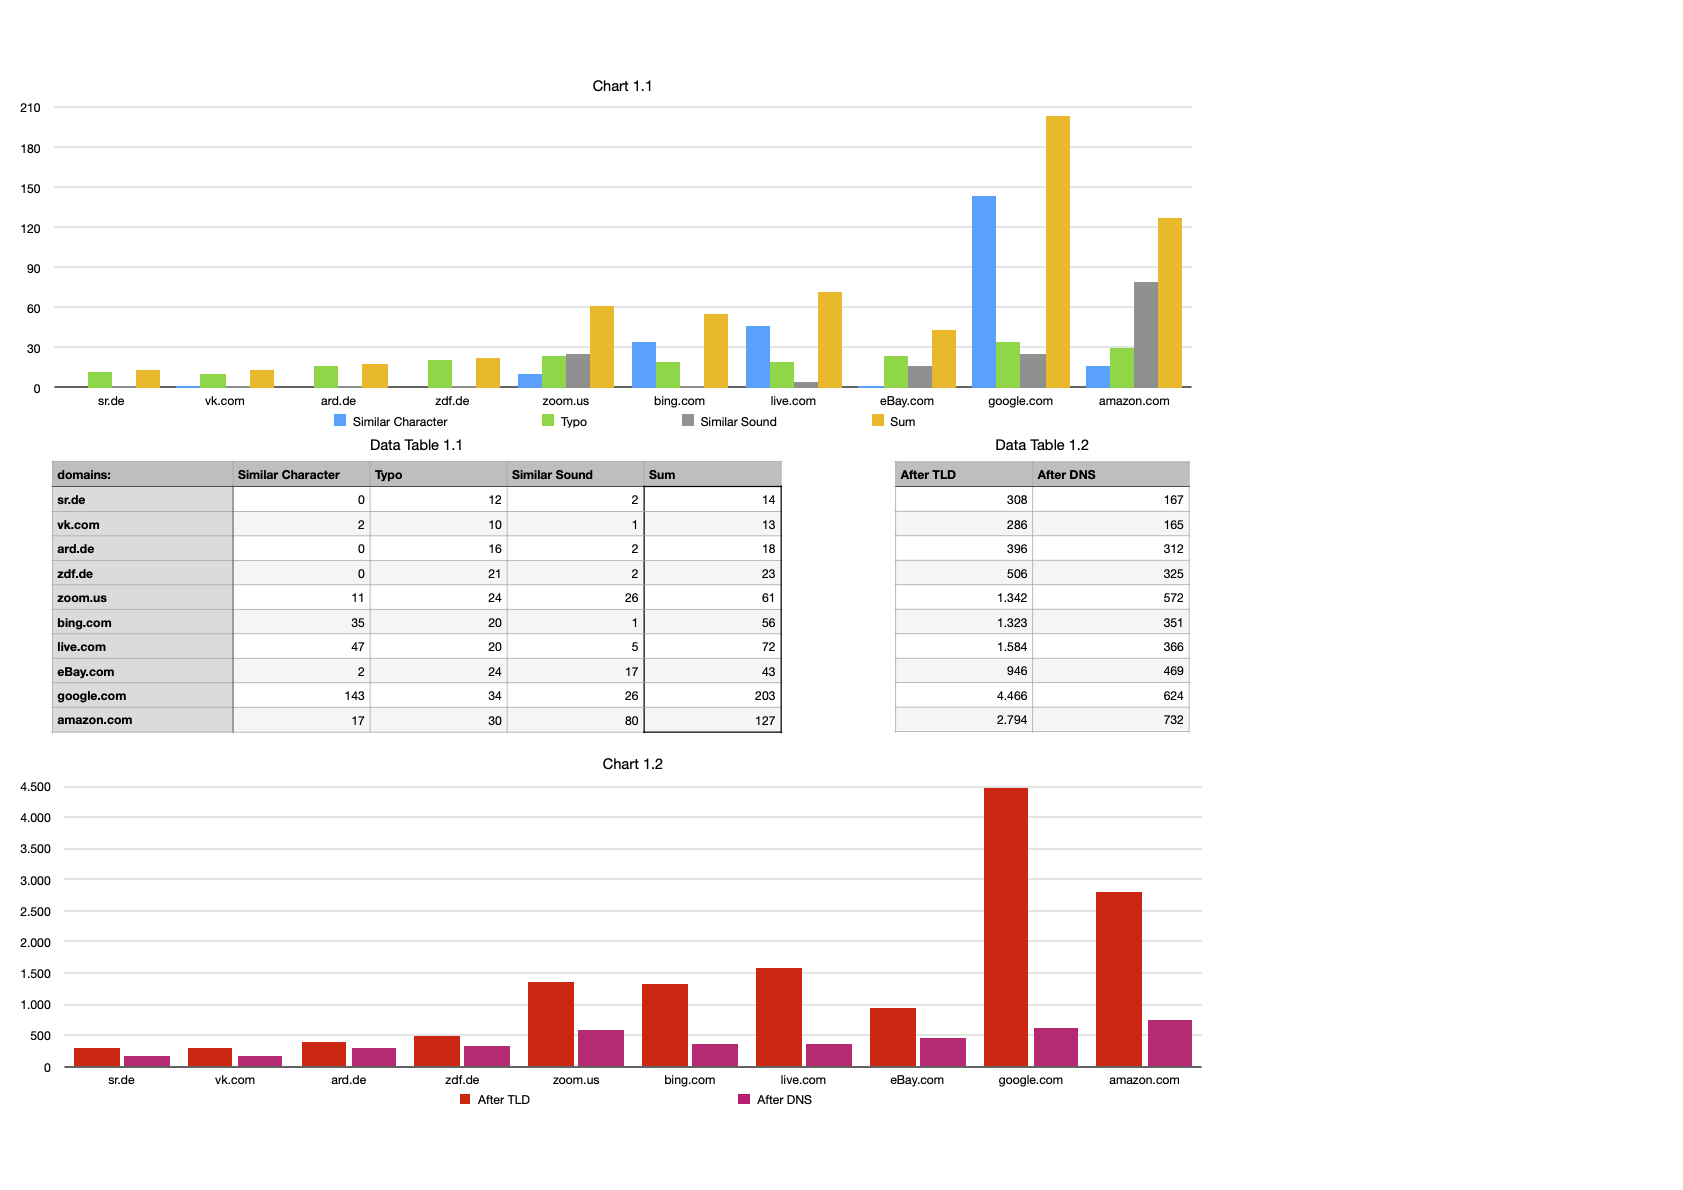 Chart 1.1
210
180
150
120
90
60
30
0
sr.de vk.com ard.de zdf.de zoom.us bing.com live.com eBay.com google.com amazon.com
Similar Character Typo Similar Sound Sum
Data Table 1.1
domains: Similar Character Typo Similar Sound Sum
sr.de 0 12 2 14
vk.com 2 10 1 13
ard.de 0 16 2 18
zdf.de 0 21 2 23
zoom.us 11 24 26 61
bing.com 35 20 1 56
live.com 47 20 5 72
eBay.com 2 24 17 43
google.com 143 34 26 203
amazon.com 17 30 80 127
Data Table 1.2
After TLD After DNS
308 167
286 165
396 312
506 325
1.342 572
1.323 351
1.584 366
946 469
4.466 624
2.794 732
Chart 1.2
4.500
4.000
3.500
3.000
2.500
2.000
1.500
1.000
500
0
sr.de vk.com ard.de zdf.de zoom.us bing.com live.com eBay.com google.com amazon.com
After TLD After DNS